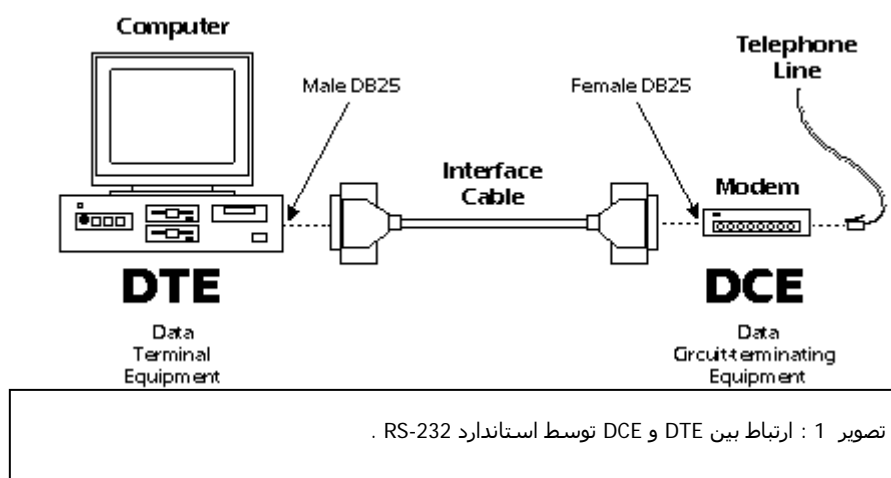 Computer
Telephone
Line
Male DB25
Female DB25
Interface
Cable
Modem
DTE
DCE
Data
Terminal
Equipment
Data
Circuit-terminating
Equipment
تصویر 1 : ارتباط بین DTE و DCE توسط استاندارد RS-232 .